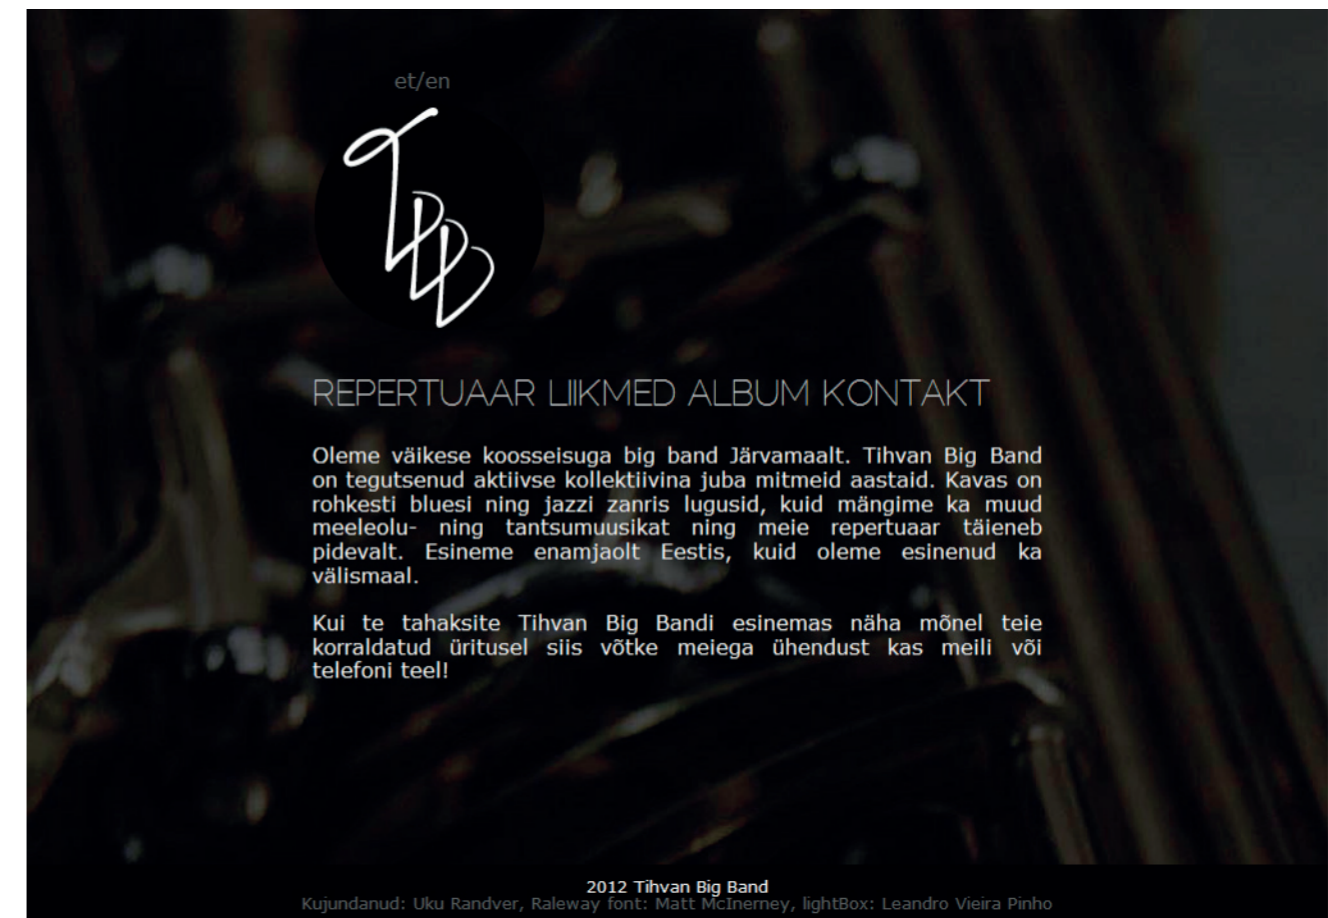 et/en
TBB
REPERTUAAR LIIKMED ALBUM KONTAKT
Oleme väikese koosseisuga big band Järvamaalt. Tihvan Big Band
on tegutsenud aktiivse kollektiivina juba mitmeid aastaid. Kavas on
rohkesti bluesi ning jazzi zanris lugusid, kuid mängime ka muud
meeleolu- ning tantsumuusikat ning meie repertuaar täieneb
pidevalt. Esineme enamjaolt Eestis, kuid oleme esinenud ka
välismaal.
Kui te tahaksite Tihvan Big Bandi esinemas näha mõnel teie
korraldatud üritusel siis võtke meiega ühendust kas meili või
telefoni teel!
2012 Tihvan Big Band
Kujundanud: Uku Randver, Raleway font: Matt McInerney, lightBox: Leandro Vieira Pinho